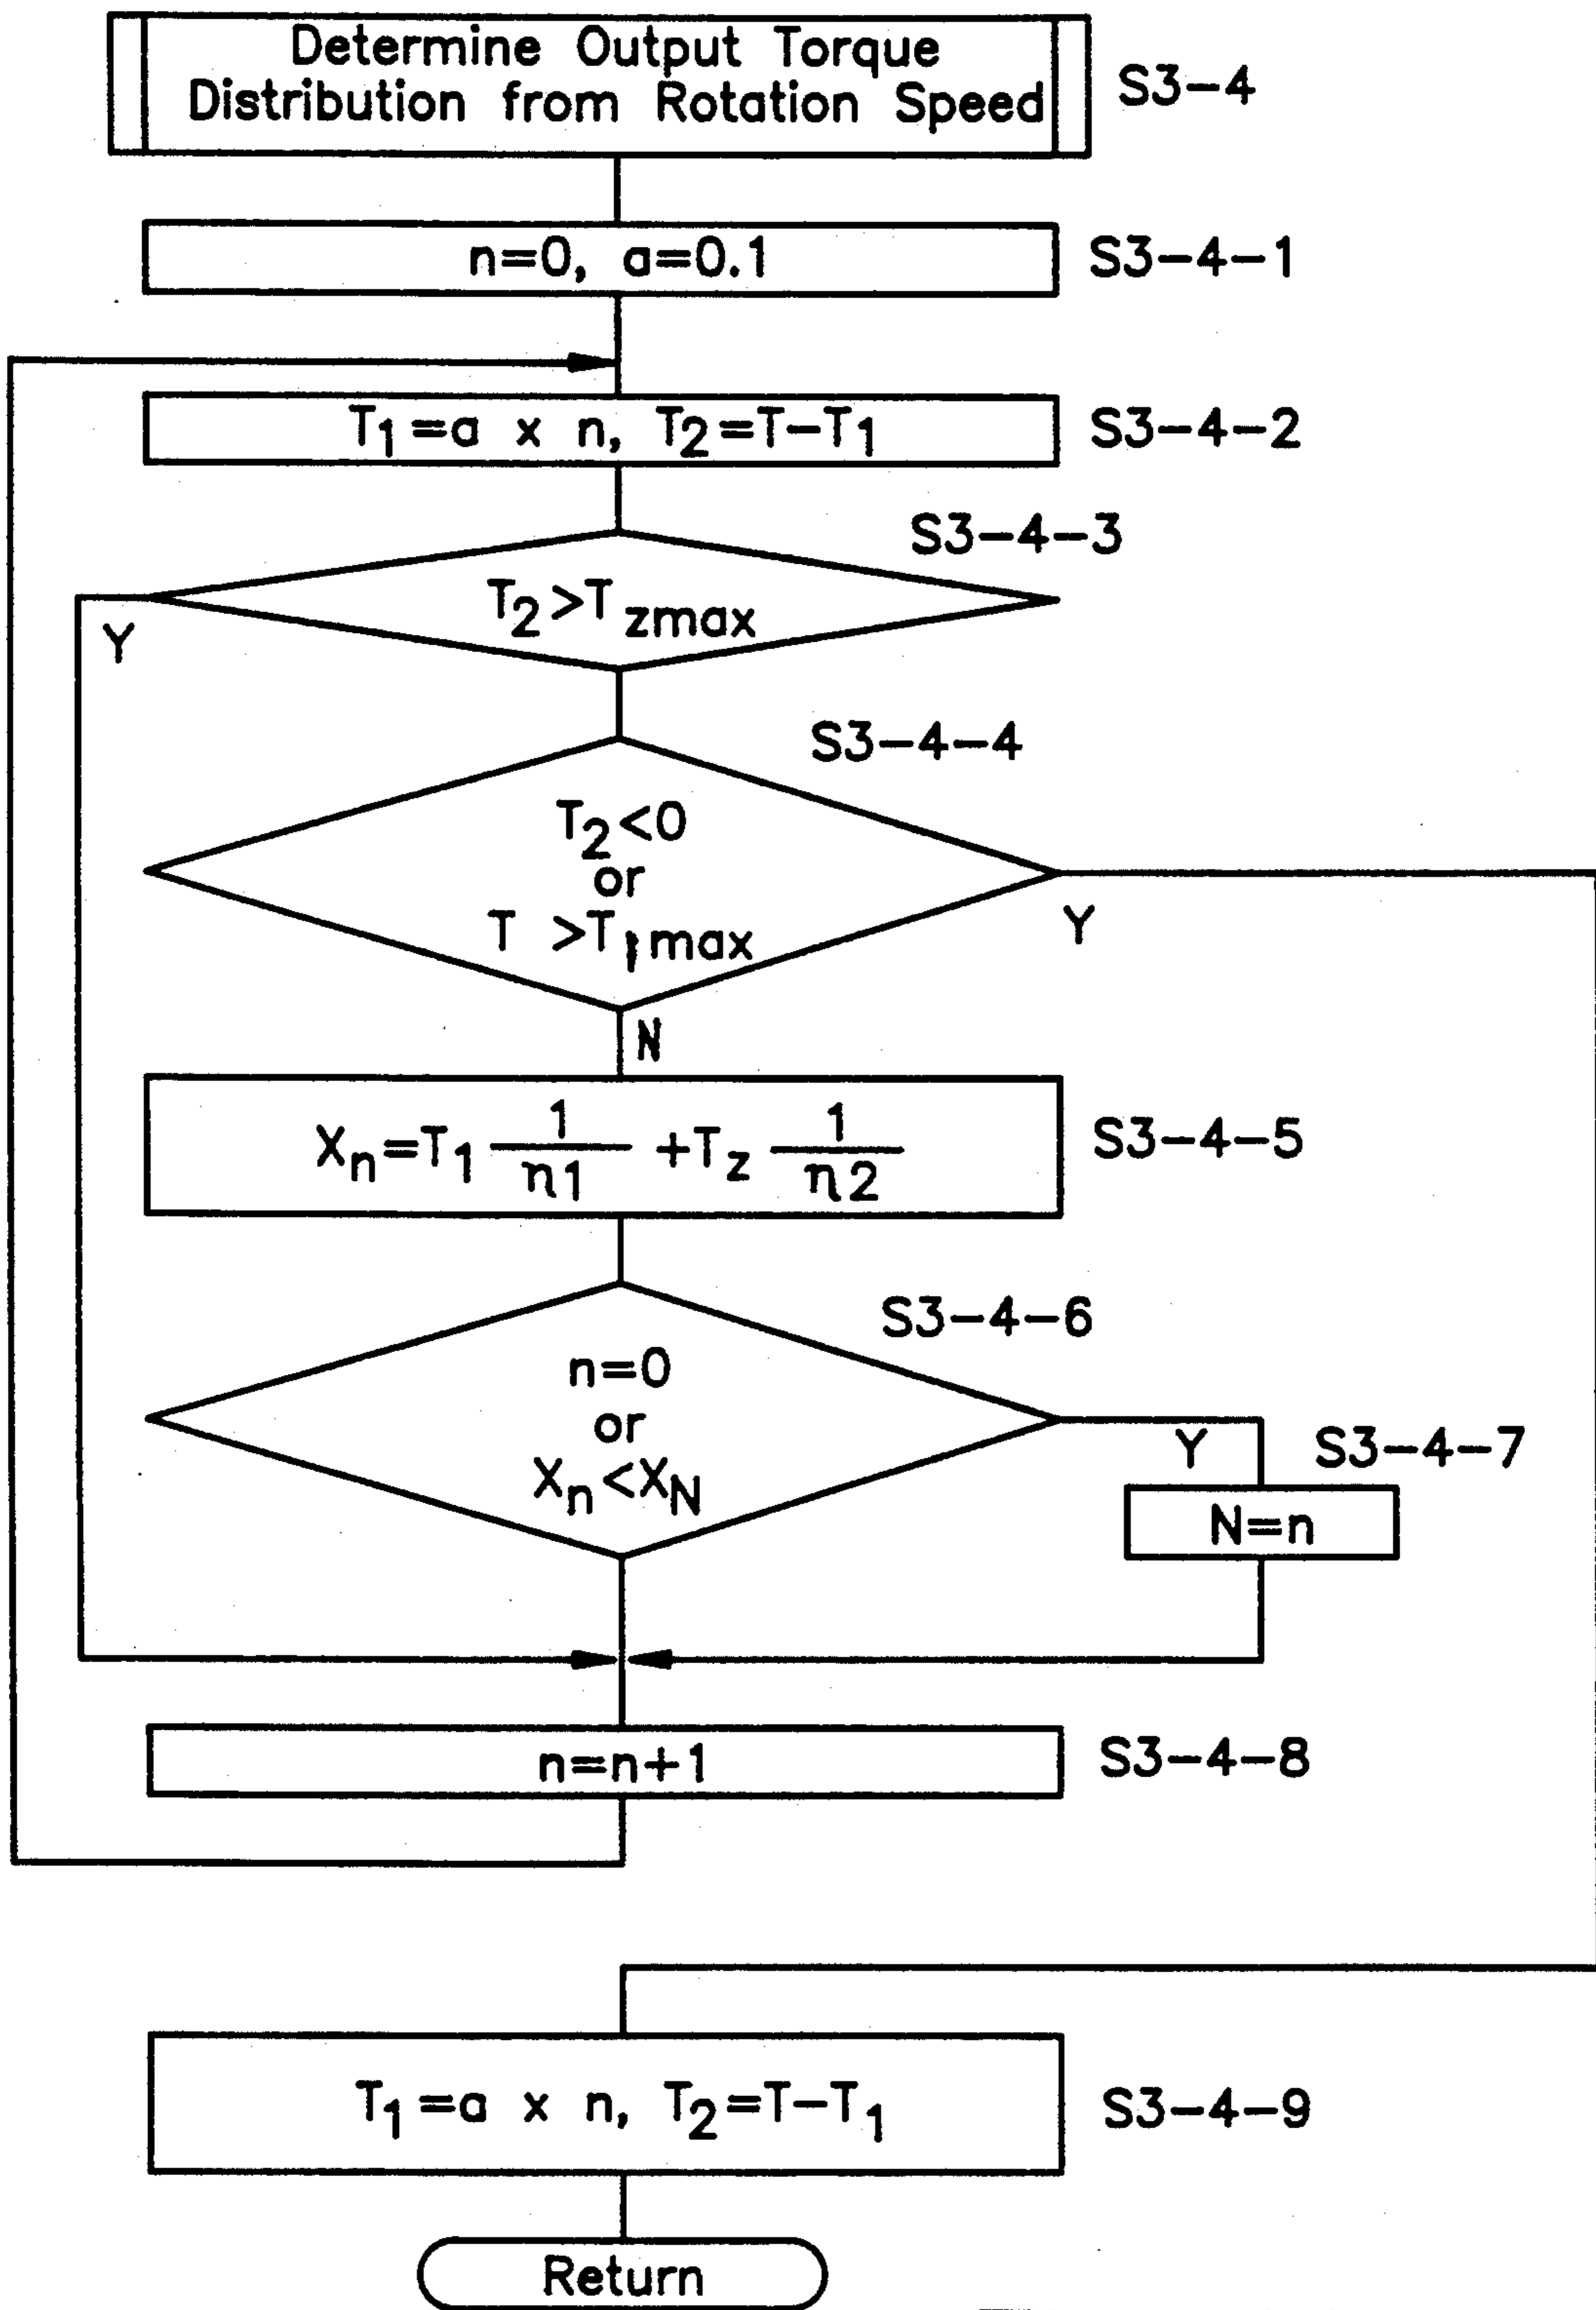 Determine Output Torque
Distribution from Rotation Speed
S3-4
n=0, a=0.1
S3-4-1
T1=a x n, T2=T-T1
S3-4-2
S3-4-3
T2>Tzmax
Y
S3-4-4
T2<0
or
T >T1max
Y
N
Xn=T1 1/η1 +Tz 1/η2
S3-4-5
S3-4-6
n=0
or
Xn<XN
Y
S3-4-7
N=n
n=n+1
S3-4-8
T1=a x n, T2=T-T1
S3-4-9
Return